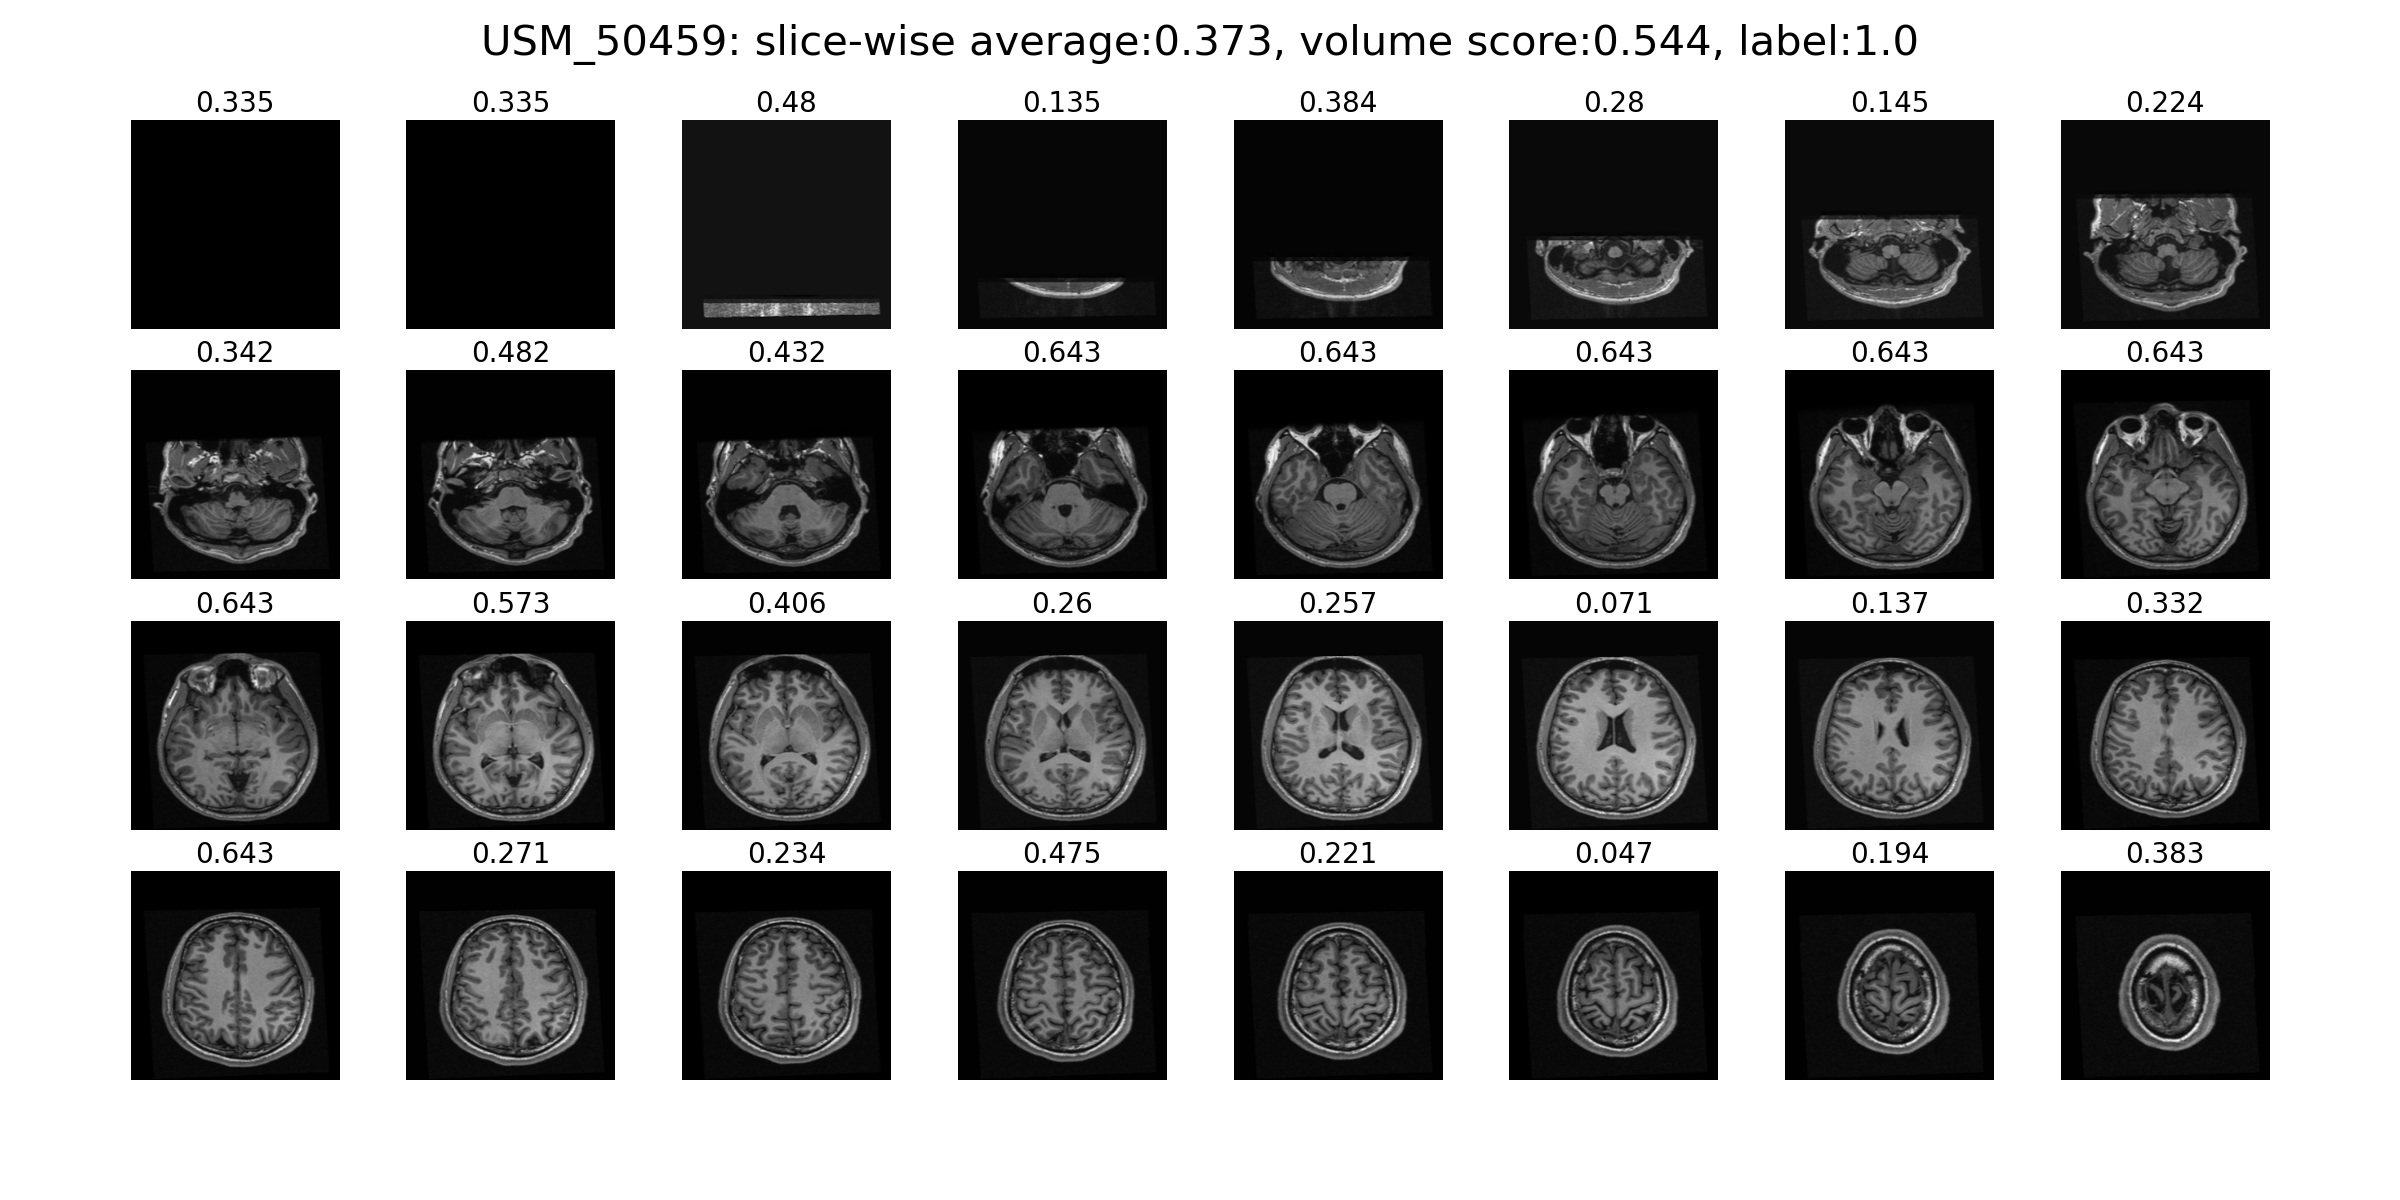 USM_50459: slice-wise average:0.373, volume score:0.544, label:1.0
0.335 0.335 0.48 0.135 0.384 0.28 0.145 0.224
0.342 0.482 0.432 0.643 0.643 0.643 0.643 0.643
0.643 0.573 0.406 0.26 0.257 0.071 0.137 0.332
0.643 0.271 0.234 0.475 0.221 0.047 0.194 0.383